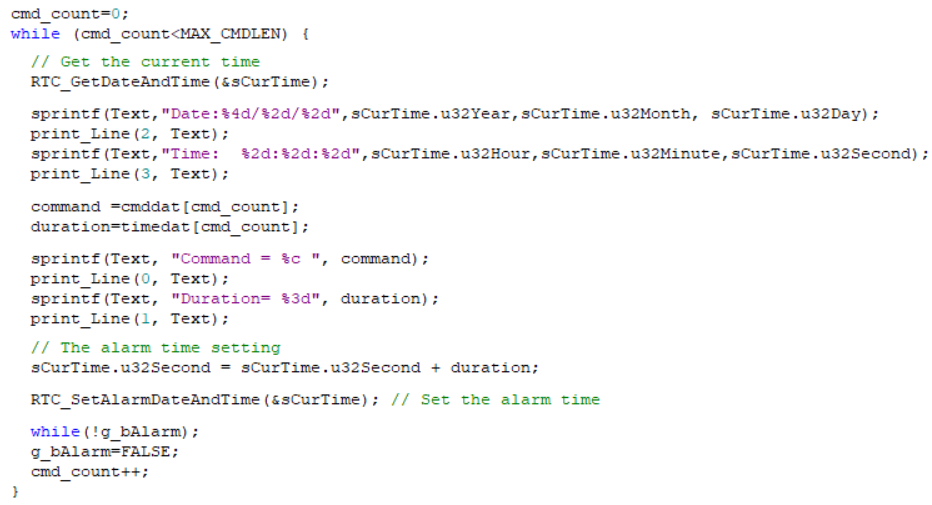 cmd_count=0;
while (cmd_count<MAX_CMDLEN) {
// Get the current time
RTC_GetDateAndTime(&sCurTime);
sprintf(Text,"Date:%4d/%2d/%2d",sCurTime.u32Year,sCurTime.u32Month, sCurTime.u32Day);
print_Line(2, Text);
sprintf(Text,"Time:  %2d:%2d:%2d",sCurTime.u32Hour,sCurTime.u32Minute,sCurTime.u32Second);
print_Line(3, Text);
command =cmddat[cmd_count];
duration=timedat[cmd_count];
sprintf(Text, "Command = %c ", command);
print_Line(0, Text);
sprintf(Text, "Duration= %3d", duration);
print_Line(1, Text);
// The alarm time setting
sCurTime.u32Second = sCurTime.u32Second + duration;
RTC_SetAlarmDateAndTime(&sCurTime); // Set the alarm time
while(!g_bAlarm);
g_bAlarm=FALSE;
cmd_count++;
}